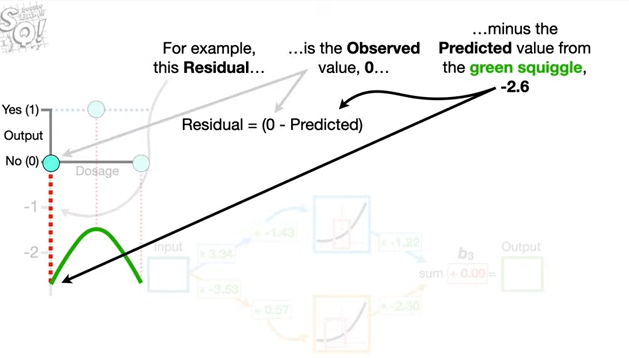 For example,
this Residual...
...is the Observed
value, 0...
...minus the
Predicted value from
the green squiggle,
-2.6
Residual = (0 - Predicted)
Yes (1)
Output
No (0)
Dosage
-1
-2
Input
x 3.34
+ -1.43
x -1.22
x -3.53
+ 0.57
x -2.30
b3
sum + 0.00 =
Output
SQ!